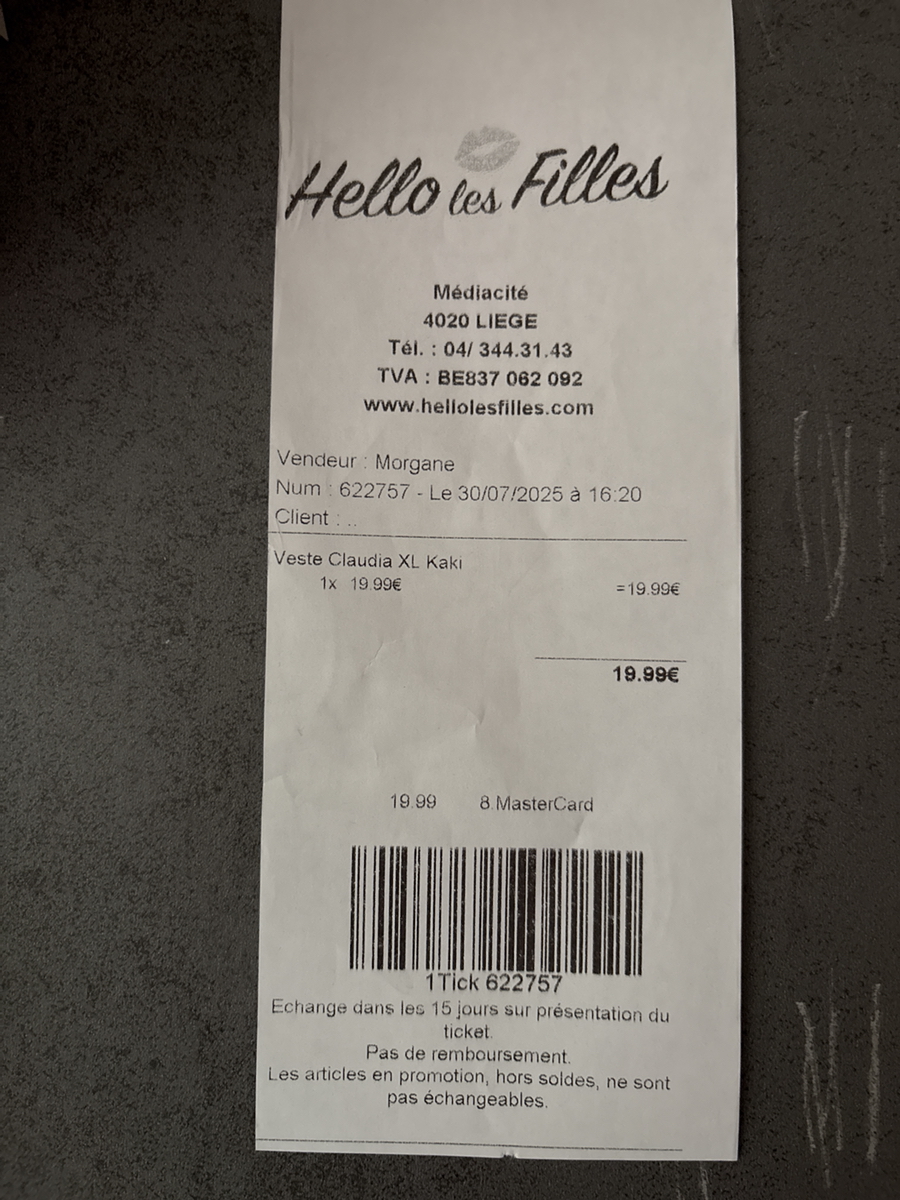 Hello les Filles
Médiacité
4020 LIEGE
Tél. : 04/ 344.31.43
TVA : BE837 062 092
www.hellolesfilles.com
Vendeur : Morgane
Num : 622757 - Le 30/07/2025 à 16:20
Client : ..
Veste Claudia XL Kaki
1x 19.99€ =19.99€
19.99€
19.99 8.MasterCard
1Tick 622757
Echange dans les 15 jours sur présentation du
ticket.
Pas de remboursement.
Les articles en promotion, hors soldes, ne sont
pas échangeables.